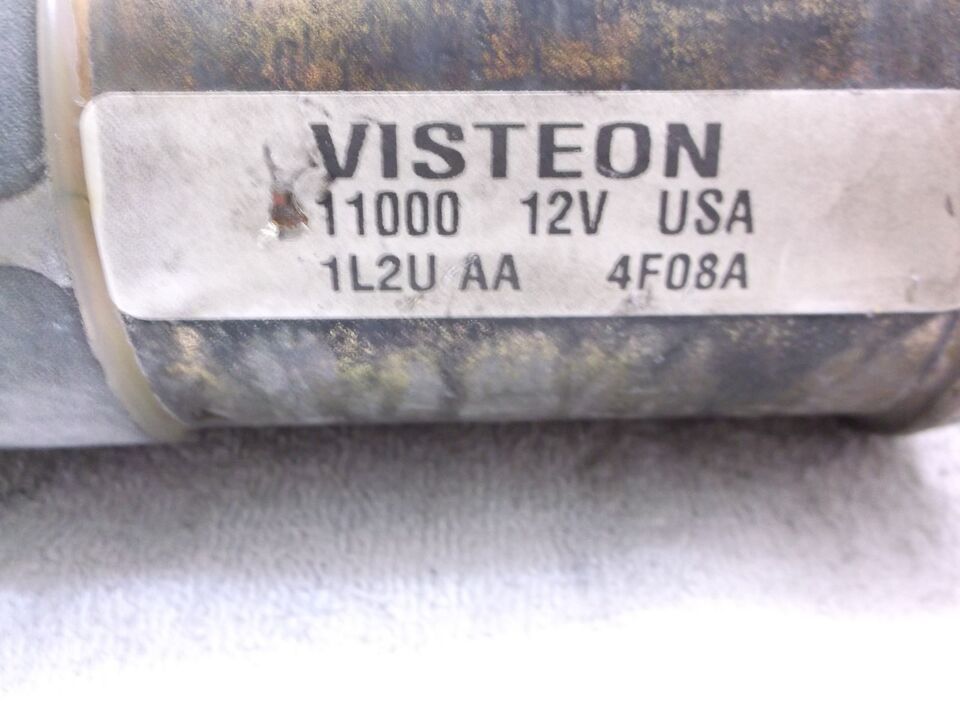 VISTEON
11000 12V USA
1L2U AA 4F08A